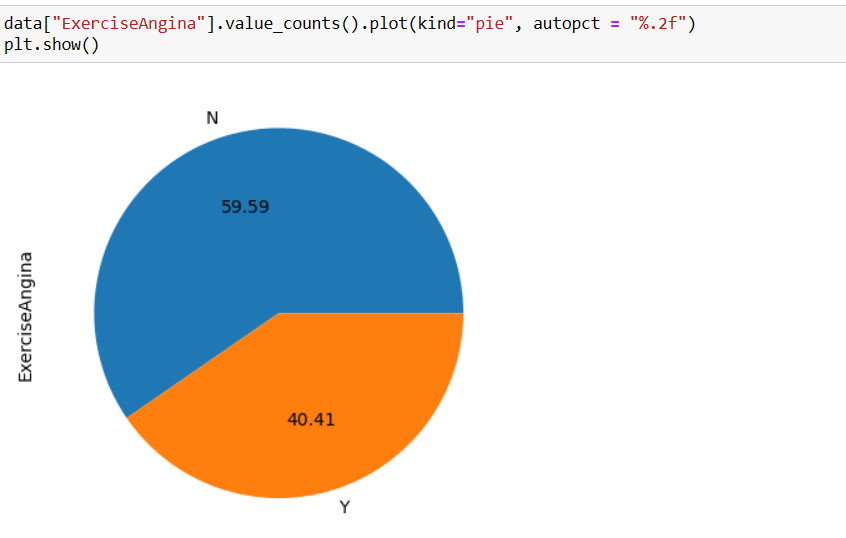 data["ExerciseAngina"].value_counts().plot(kind="pie", autopct = "%.2f")
plt.show()
N
59.59
ExerciseAngina
40.41
Y